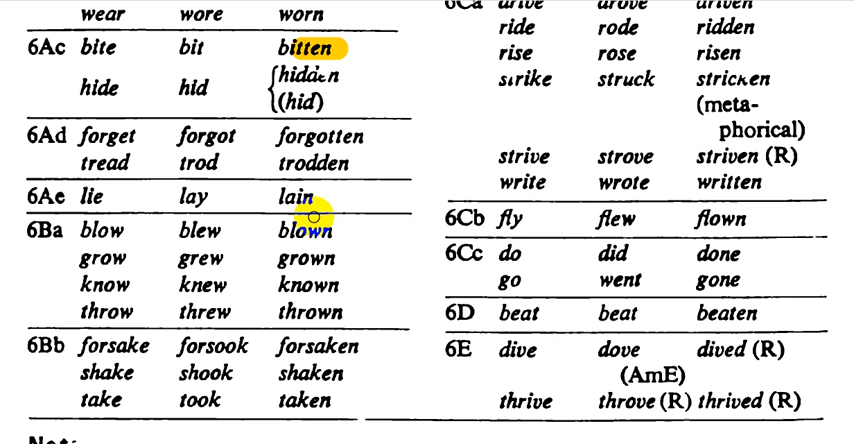 wear wore worn
6Ac bite bit bitten
hide hid {hidden
(hid)
6Ad forget forgot forgotten
tread trod trodden
6Ae lie lay lain
6Ba blow blew blown
grow grew grown
know knew known
throw threw thrown
6Bb forsake forsook forsaken
shake shook shaken
take took taken
6Ca drive drove driven
ride rode ridden
rise rose risen
strike struck stricken
(meta-
phorical)
strive strove striven (R)
write wrote written
6Cb fly flew flown
6Cc do did done
go went gone
6D beat beat beaten
6E dive dove dived (R)
(AmE)
thrive throve (R) thrived (R)